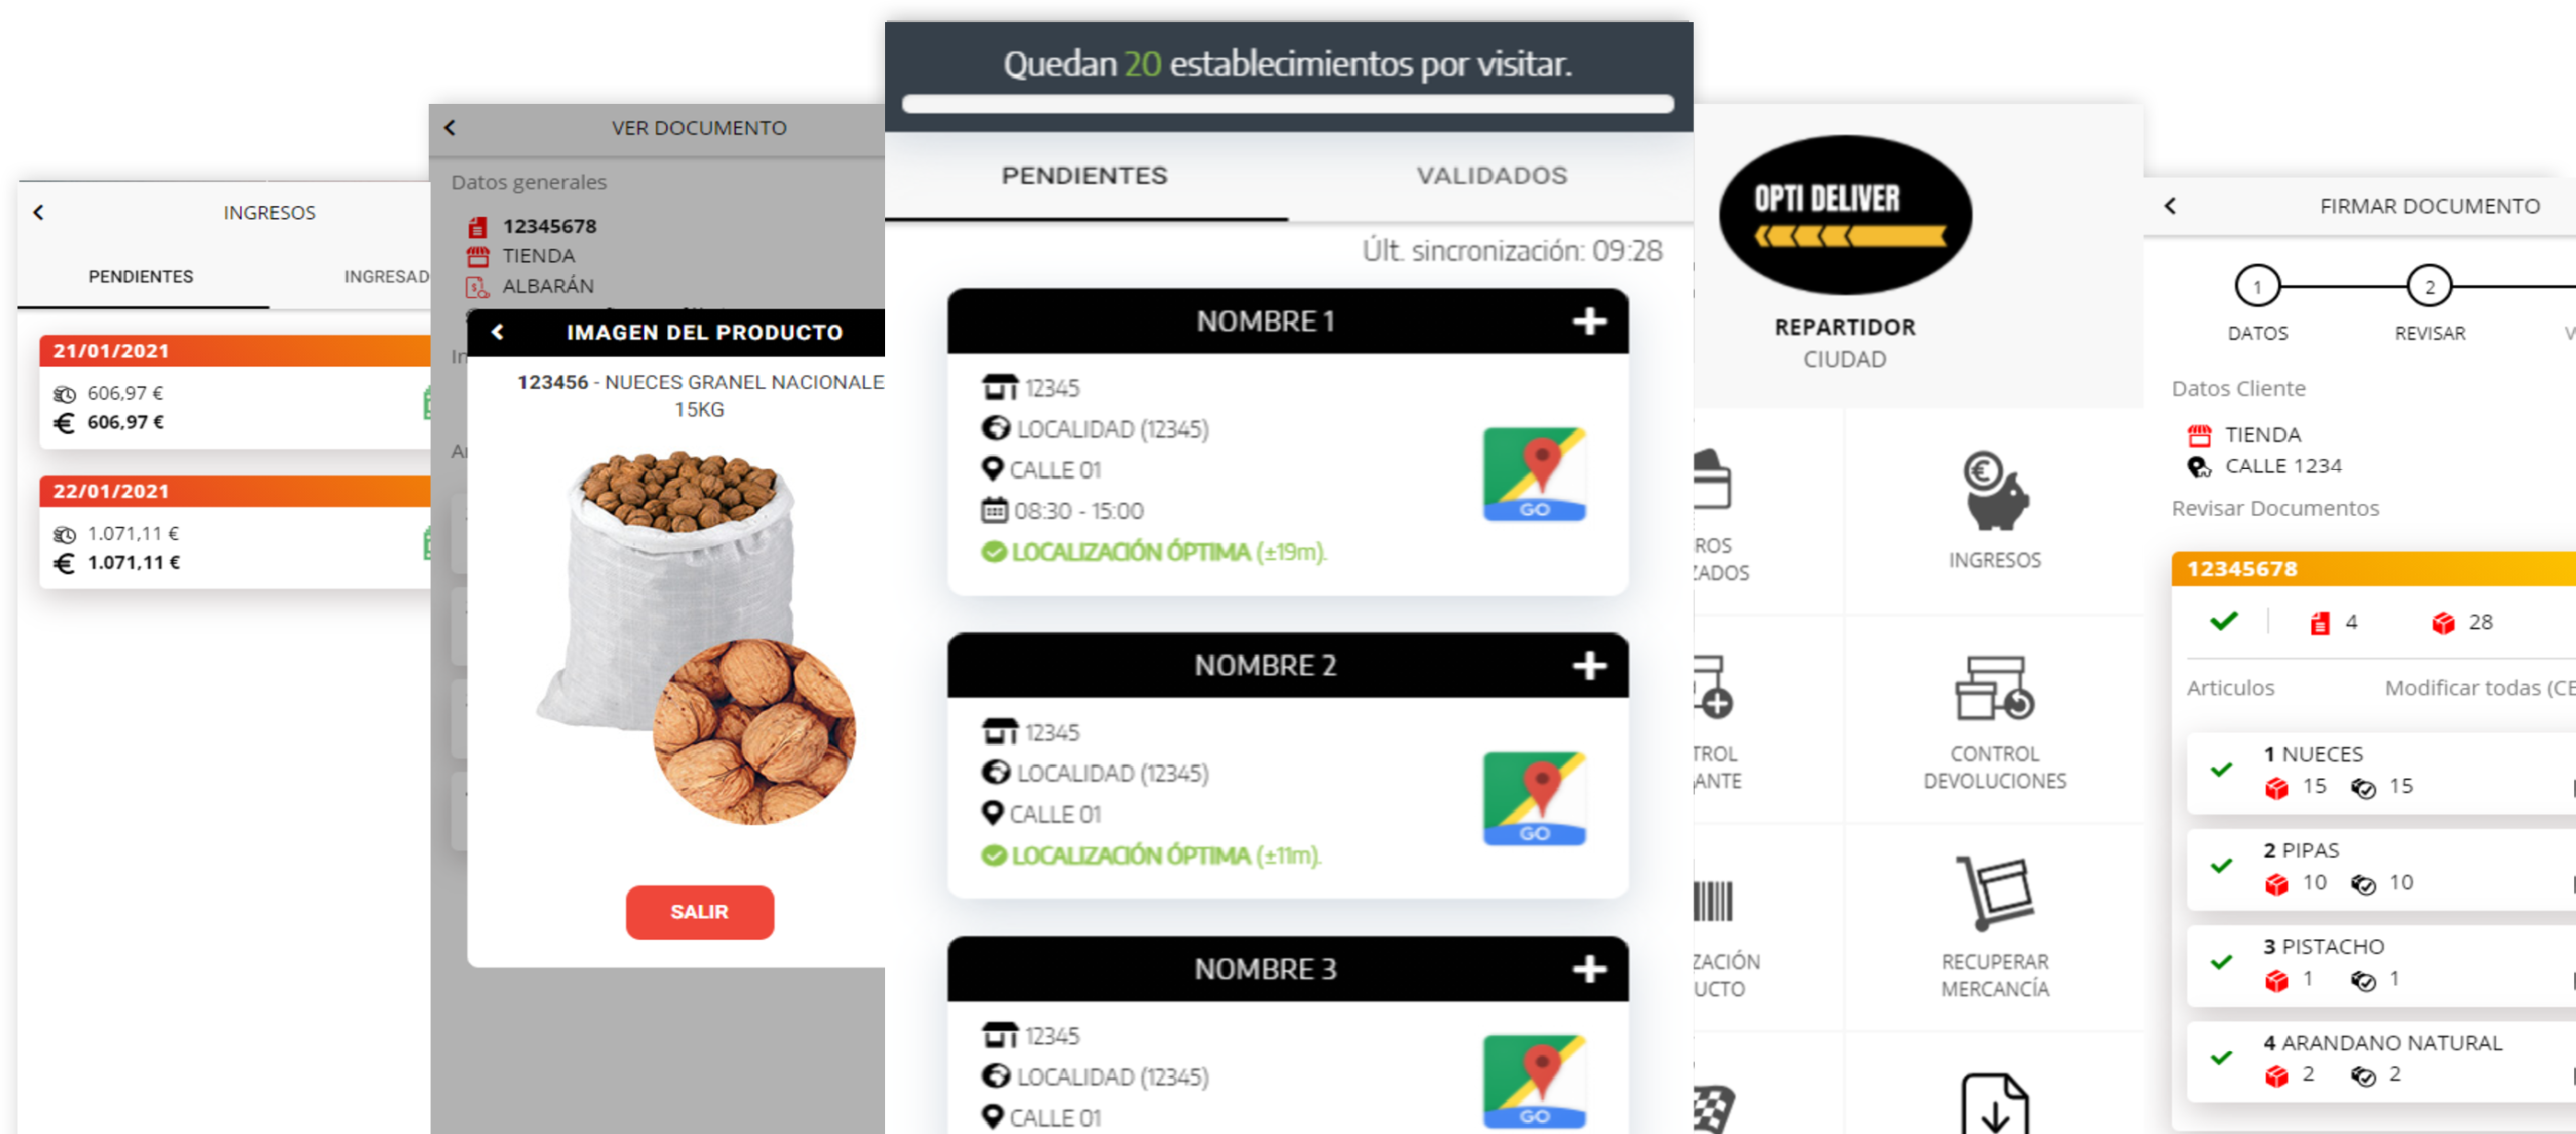 INGRESOS
PENDIENTES
INGRESAD
21/01/2021
606,97 €
€ 606,97 €
22/01/2021
1.071,11 €
€ 1.071,11 €
VER DOCUMENTO
Datos generales
12345678
TIENDA
ALBARÁN
IMAGEN DEL PRODUCTO
123456 - NUECES GRANEL NACIONALE
15KG
SALIR
Quedan 20 establecimientos por visitar.
PENDIENTES
VALIDADOS
Últ. sincronización: 09:28
NOMBRE 1
12345
LOCALIDAD (12345)
CALLE 01
08:30 - 15:00
LOCALIZACIÓN ÓPTIMA (±19m).
GO
NOMBRE 2
12345
LOCALIDAD (12345)
CALLE 01
LOCALIZACIÓN ÓPTIMA (±11m).
GO
NOMBRE 3
12345
LOCALIDAD (12345)
CALLE 01
GO
OPTI DELIVER
REPARTIDOR
CIUDAD
ROS
ZADOS
INGRESOS
TROL
ANTE
CONTROL
DEVOLUCIONES
ZACIÓN
UCTO
RECUPERAR
MERCANCÍA
FIRMAR DOCUMENTO
1
2
DATOS
REVISAR
Datos Cliente
TIENDA
CALLE 1234
Revisar Documentos
12345678
4
28
Articulos
Modificar todas (CE
1 NUECES
15
15
2 PIPAS
10
10
3 PISTACHO
1
1
4 ARANDANO NATURAL
2
2